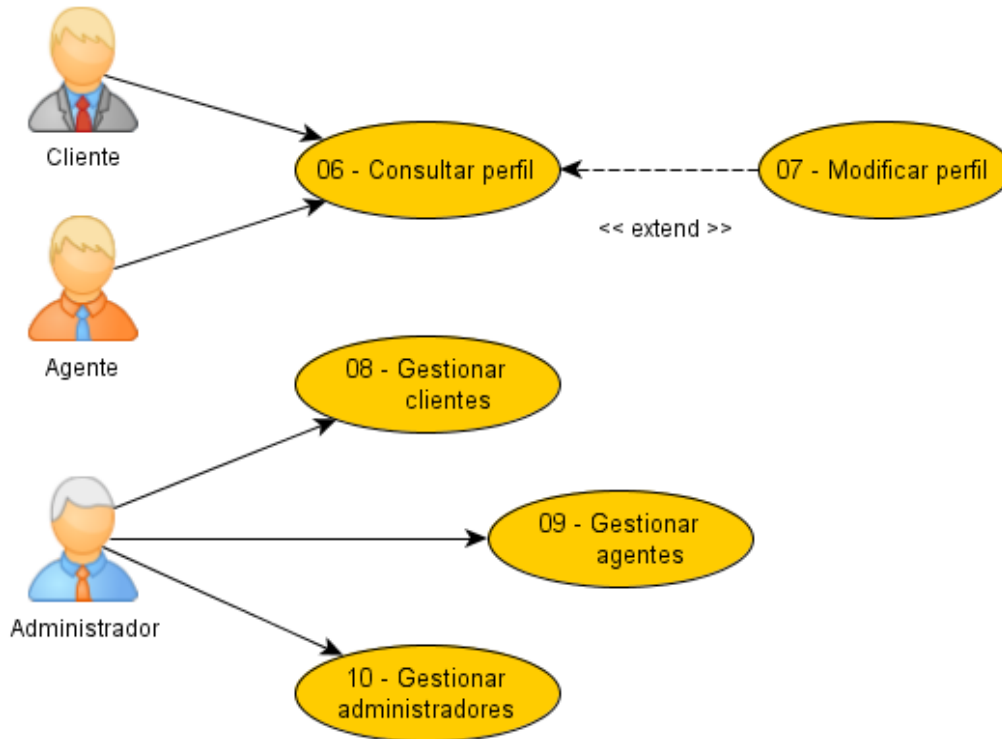 Cliente
06 - Consultar perfil
07 - Modificar perfil
<< extend >>
Agente
08 - Gestionar
clientes
09 - Gestionar
agentes
Administrador
10 - Gestionar
administradores